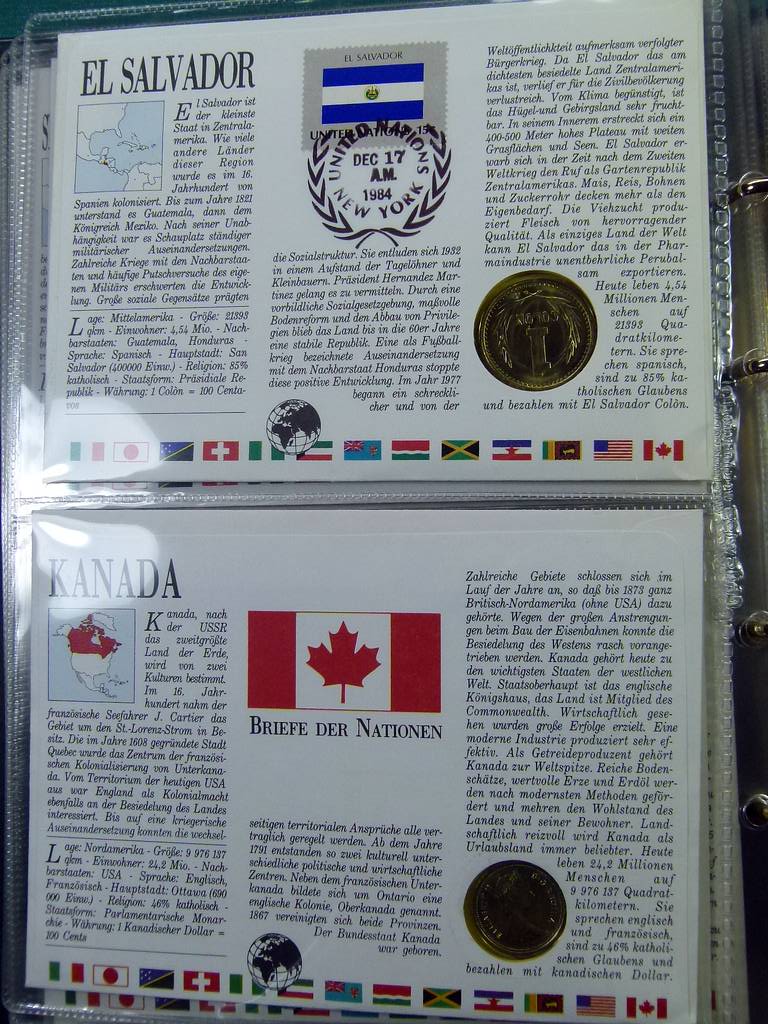 EL SALVADOR
El Salvador ist
der kleinste
Staat in Zentrala-
merika. Wie viele
andere Länder
dieser Region
wurde es im 16.
Jahrhundert von
Spanien kolonisiert. Bis zum Jahre 1821
unterstand es Guatemala, dann dem
Königreich Mexiko. Nach seiner Unab-
hängigkeit war es Schauplatz ständiger
militärischer Auseinandersetzungen.
Zahlreiche Kriege mit den Nachbarstaa-
ten und häufige Putschversuche des eige-
nen Militärs erschwerten die Entwick-
lung. Große soziale Gegensätze prägten
Lage: Mittelamerika - Größe: 21393
qkm - Einwohner: 4,54 Mio. - Nach-
barstaaten: Guatemala, Honduras -
Sprache: Spanisch - Hauptstadt: San
Salvador (400000 Einw.) - Religion: 85%
katholisch - Staatsform: Präsidiale Re-
publik - Währung: 1 Colòn = 100 Centa-
vos
EL SALVADOR
UNITED NATIONS 15c
UNITED NATIONS
DEC 17
A.M.
1984
NEW YORK
die Sozialstruktur. Sie entluden sich 1932
in einem Aufstand der Tagelöhner und
Kleinbauern. Präsident Hernandez Mar-
tinez gelang es zu vermitteln. Durch eine
vorbildliche Sozialgesetzgebung, maßvolle
Bodenreform und den Abbau von Privile-
gien blieb das Land bis in die 60er Jahre
eine stabile Republik. Eine als Fußball-
krieg bezeichnete Auseinandersetzung
mit dem Nachbarstaat Honduras stoppte
diese positive Entwicklung. Im Jahr 1977
begann ein schreckli-
cher und von der
Weltöffentlichkteit aufmerksam verfolgter
Bürgerkrieg. Da El Salvador das am
dichtesten besiedelte Land Zentralameri-
kas ist, verlief er für die Zivilbevölkerung
verlustreich. Vom Klima begünstigt, ist
das Hügel-und Gebirgsland sehr frucht-
bar. In seinem Innerem erstreckt sich ein
400-500 Meter hohes Plateau mit weiten
Grasflächen und Seen. El Salvador er-
warb sich in der Zeit nach dem Zweiten
Weltkrieg den Ruf als Gartenrepublik
Zentralamerikas. Mais, Reis, Bohnen
und Zuckerrohr decken mehr als den
Eigenbedarf. Die Viehzucht produ-
ziert Fleisch von hervorragender
Qualität. Als einziges Land der Welt
kann El Salvador das in der Phar-
maindustrie unentbehrliche Perubal-
sam exportieren.
Heute leben 4,54
Millionen Men-
schen auf
21393 Qua-
dratkilome-
tern. Sie spre-
chen spanisch,
sind zu 85% ka-
tholischen Glaubens
und bezahlen mit El Salvador Colòn.
KANADA
Kanada, nach
der USSR
das zweitgrößte
Land der Erde,
wird von zwei
Kulturen bestimmt.
Im 16. Jahr-
hundert nahm der
französische Seefahrer J. Cartier das
Gebiet um den St.-Lorenz-Strom in Be-
sitz. Die im Jahre 1608 gegründete Stadt
Quebec wurde das Zentrum der französi-
schen Kolonialisierung von Unterkana-
da. Vom Territorium der heutigen USA
aus war England als Kolonialmacht
ebenfalls an der Besiedelung des Landes
interessiert. Bis auf eine kriegerische
Auseinandersetzung konnten die wechsel-
Lage: Nordamerika - Größe: 9 976 137
qkm - Einwohner: 24,2 Mio. - Nach-
barstaaten: USA - Sprache: Englisch,
Französisch - Hauptstadt: Ottawa (690
000 Einw.) - Religion: 46% katholisch -
Staatsform: Parlamentarische Monar-
chie - Währung: 1 Kanadischer Dollar =
100 Cents
BRIEFE DER NATIONEN
seitigen territorialen Ansprüche alle ver-
traglich geregelt werden. Ab dem Jahre
1791 entstanden so zwei kulturell unter-
schiedliche politische und wirtschaftliche
Zentren. Neben dem französischen Unter-
kanada bildete sich um Ontario eine
englische Kolonie, Oberkanada genannt.
1867 vereinigten sich beide Provinzen.
Der Bundesstaat Kanada
war geboren.
Zahlreiche Gebiete schlossen sich im
Lauf der Jahre an, so daß bis 1873 ganz
Britisch-Nordamerika (ohne USA) dazu
gehörte. Wegen der großen Anstrengun-
gen beim Bau der Eisenbahnen konnte die
Besiedelung des Westens rasch vorange-
trieben werden. Kanada gehört heute zu
den wichtigsten Staaten der westlichen
Welt. Staatsoberhaupt ist das englische
Königshaus, das Land ist Mitglied des
Commonwealth. Wirtschaftlich gese-
hen wurden große Erfolge erzielt. Eine
moderne Industrie produziert sehr ef-
fektiv. Als Getreideproduzent gehört
Kanada zur Weltspitze. Reiche Boden-
schätze, wertvolle Erze und Erdöl wer-
den nach modernsten Methoden geför-
dert und mehren den Wohlstand des
Landes und seiner Bewohner. Land-
schaftlich reizvoll wird Kanada als
Urlaubsland immer beliebter. Heute
leben 24,2 Millionen
Menschen auf
9 976 137 Quadrat-
kilometern. Sie
sprechen englisch
und französisch,
sind zu 46% katholi-
schen Glaubens und
bezahlen mit kanadischen Dollar.